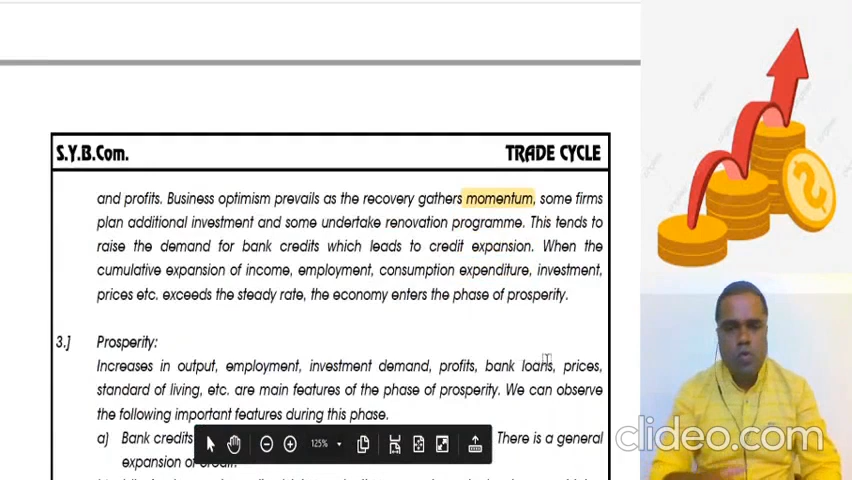 S.Y.B.Com. TRADE CYCLE
and profits. Business optimism prevails as the recovery gathers momentum, some firms
plan additional investment and some undertake renovation programme. This tends to
raise the demand for bank credits which leads to credit expansion. When the
cumulative expansion of income, employment, consumption expenditure, investment,
prices etc. exceeds the steady rate, the economy enters the phase of prosperity.
3.] Prosperity:
Increases in output, employment, investment demand, profits, bank loans, prices,
standard of living, etc. are main features of the phase of prosperity. We can observe
the following important features during this phase.
a] Bank credits There is a general
expansion of credit.
125%
clideo.com